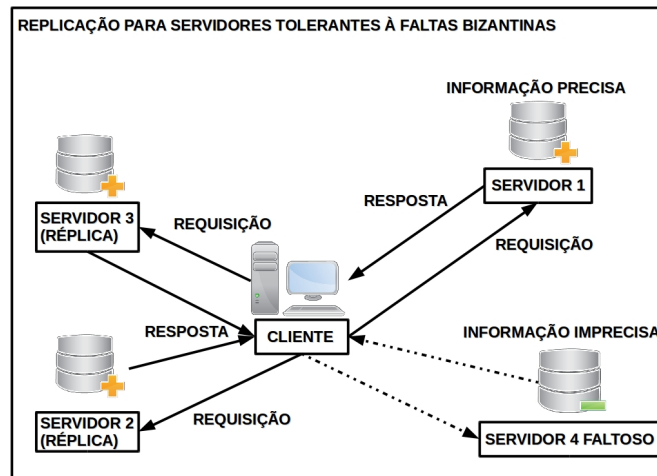 REPLICAÇÃO PARA SERVIDORES TOLERANTES À FALTAS BIZANTINAS
INFORMAÇÃO PRECISA
SERVIDOR 1
RESPOSTA
SERVIDOR 3
(RÉPLICA)
REQUISIÇÃO
REQUISIÇÃO
RESPOSTA
CLIENTE
INFORMAÇÃO IMPRECISA
SERVIDOR 2
(RÉPLICA)
REQUISIÇÃO
SERVIDOR 4 FALTOSO